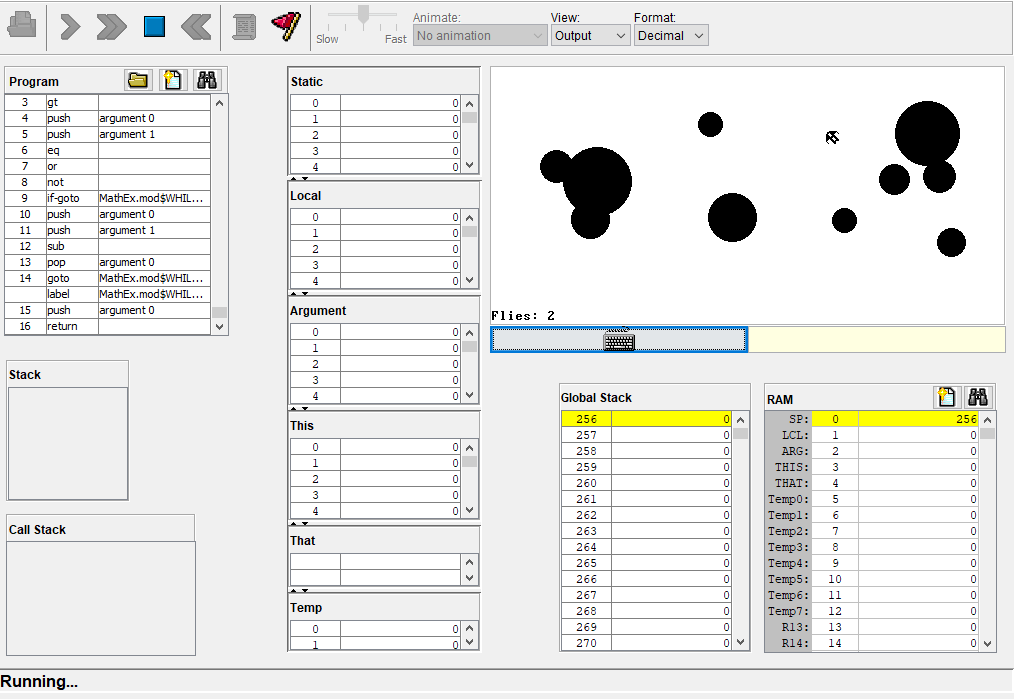 Animate: View: Format:
Slow Fast No animation Output Decimal
Program
3 gt
4 push argument 0
5 push argument 1
6 eq
7 or
8 not
9 if-goto MathEx.mod$WHIL...
10 push argument 0
11 push argument 1
12 sub
13 pop argument 0
14 goto MathEx.mod$WHIL...
label MathEx.mod$WHIL...
15 push argument 0
16 return
Stack
Call Stack
Static
0 0
1 0
2 0
3 0
4 0
Local
0 0
1 0
2 0
3 0
4 0
Argument
0 0
1 0
2 0
3 0
4 0
This
0 0
1 0
2 0
3 0
4 0
That
Temp
0 0
1 0
Flies: 2
Global Stack
256 0
257 0
258 0
259 0
260 0
261 0
262 0
263 0
264 0
265 0
266 0
267 0
268 0
269 0
270 0
RAM
SP: 0 256
LCL: 1 0
ARG: 2 0
THIS: 3 0
THAT: 4 0
Temp0: 5 0
Temp1: 6 0
Temp2: 7 0
Temp3: 8 0
Temp4: 9 0
Temp5: 10 0
Temp6: 11 0
Temp7: 12 0
R13: 13 0
R14: 14 0
Running...